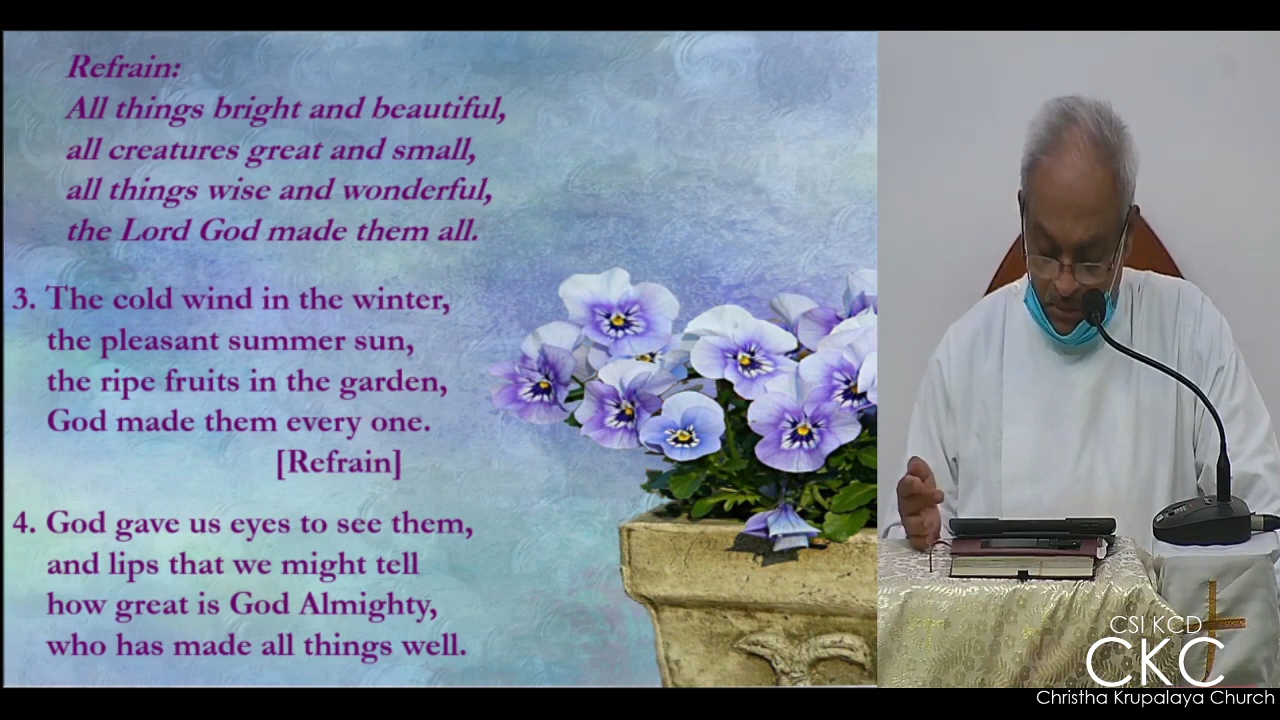 Refrain:
All things bright and beautiful,
all creatures great and small,
all things wise and wonderful,
the Lord God made them all.
3. The cold wind in the winter,
the pleasant summer sun,
the ripe fruits in the garden,
God made them every one.
[Refrain]
4. God gave us eyes to see them,
and lips that we might tell
how great is God Almighty,
who has made all things well.
CSI KCD
CKC
Christha Krupalaya Church